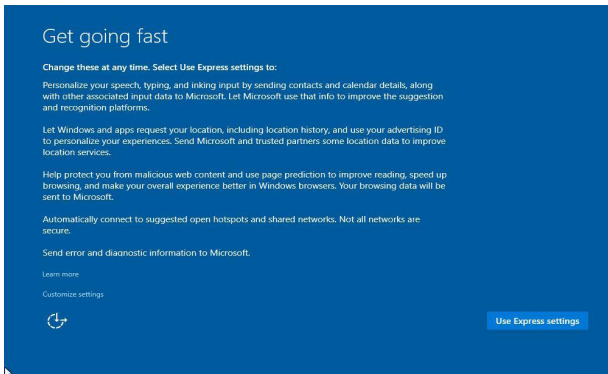 Get going fast
Change these at any time. Select Use Express settings to:
Personalize your speech, typing, and inking input by sending contacts and calendar details, along
with other associated input data to Microsoft. Let Microsoft use that info to improve the suggestion
and recognition platforms.
Let Windows and apps request your location, including location history, and use your advertising ID
to personalize your experiences. Send Microsoft and trusted partners some location data to improve
location services.
Help protect you from malicious web content and use page prediction to improve reading, speed up
browsing, and make your overall experience better in Windows browsers. Your browsing data will be
sent to Microsoft.
Automatically connect to suggested open hotspots and shared networks. Not all networks are
secure.
Send error and diagnostic information to Microsoft.
Learn more
Customize settings
Use Express settings